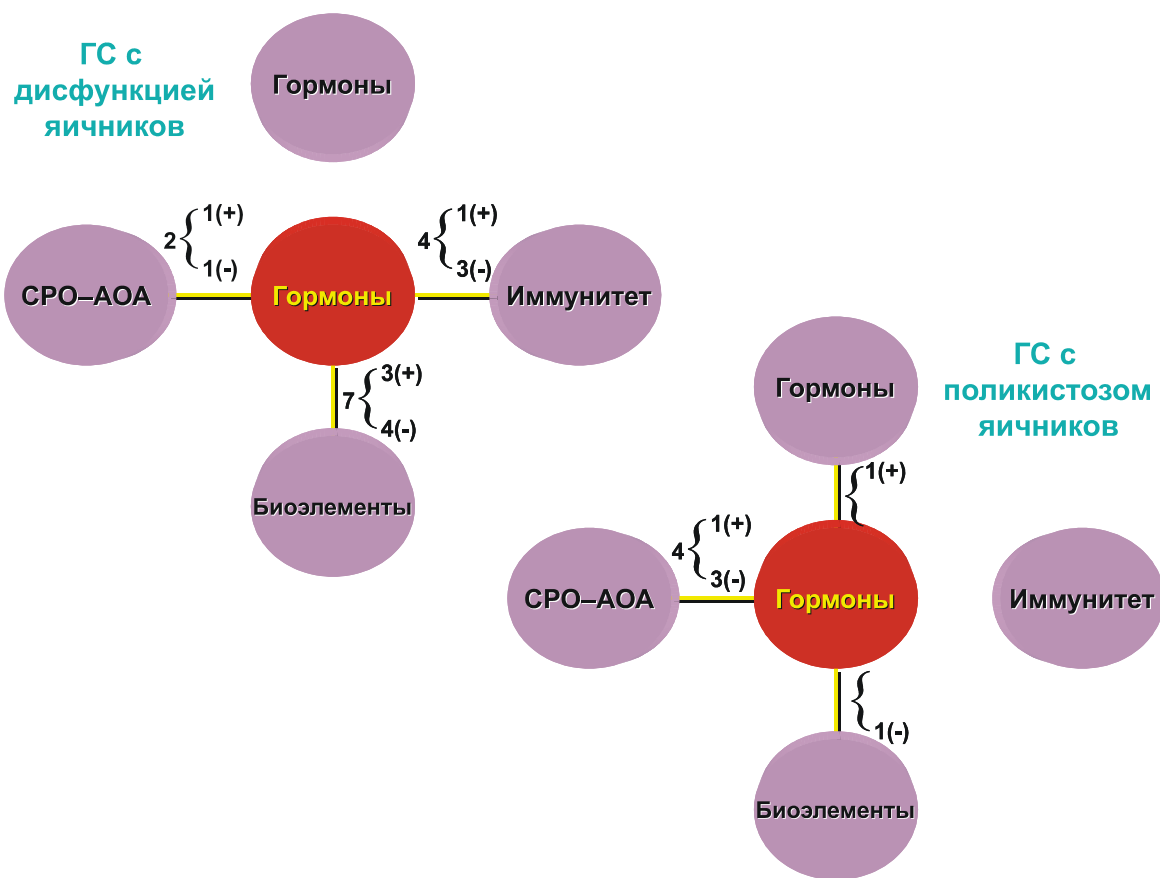 ГС с
дисфункцией
яичников
Гормоны
2
1(+)
1(-)
4
1(+)
3(-)
СРО–АОА
Гормоны
Иммунитет
7
3(+)
4(-)
Биоэлементы
ГС с
поликистозом
яичников
Гормоны
1(+)
4
1(+)
3(-)
СРО–АОА
Гормоны
Иммунитет
1(-)
Биоэлементы